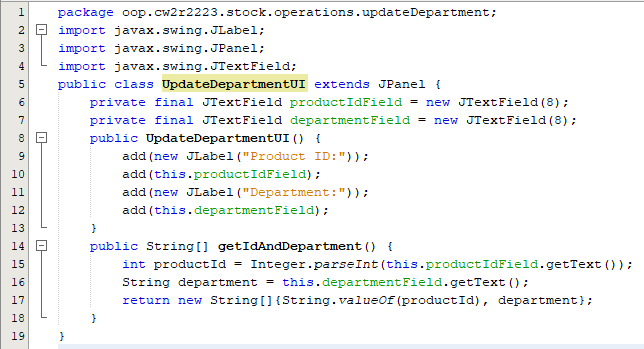 1 package oop.cw2r2223.stock.operations.updateDepartment;
2 import javax.swing.JLabel;
3 import javax.swing.JPanel;
4 import javax.swing.JTextField;
5 public class UpdateDepartmentUI extends JPanel {
6 private final JTextField productIdField = new JTextField(8);
7 private final JTextField departmentField = new JTextField(8);
8 public UpdateDepartmentUI() {
9 add(new JLabel("Product ID:"));
10 add(this.productIdField);
11 add(new JLabel("Department:"));
12 add(this.departmentField);
13 }
14 public String[] getIdAndDepartment() {
15 int productId = Integer.parseInt(this.productIdField.getText());
16 String department = this.departmentField.getText();
17 return new String[]{String.valueOf(productId), department};
18 }
19 }